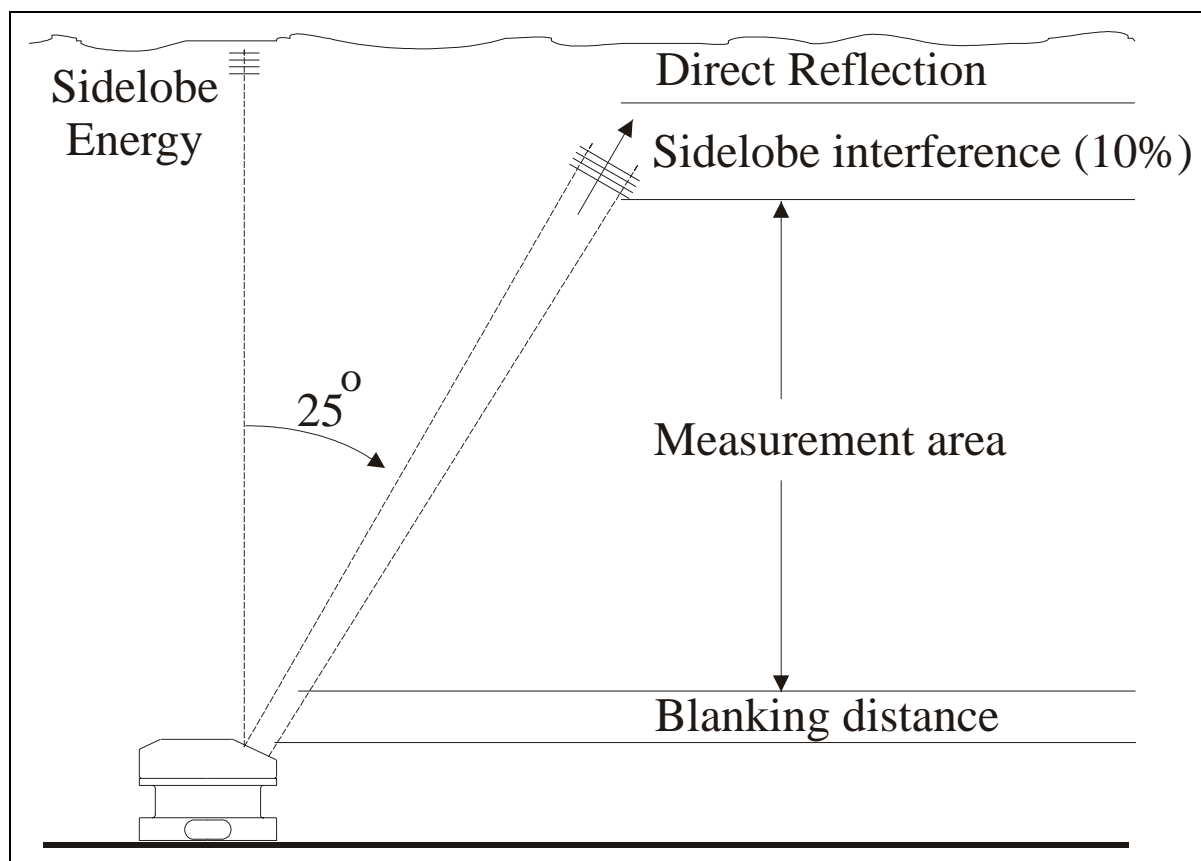 Sidelobe
Energy
Direct Reflection
Sidelobe interference (10%)
25°
Measurement area
Blanking distance